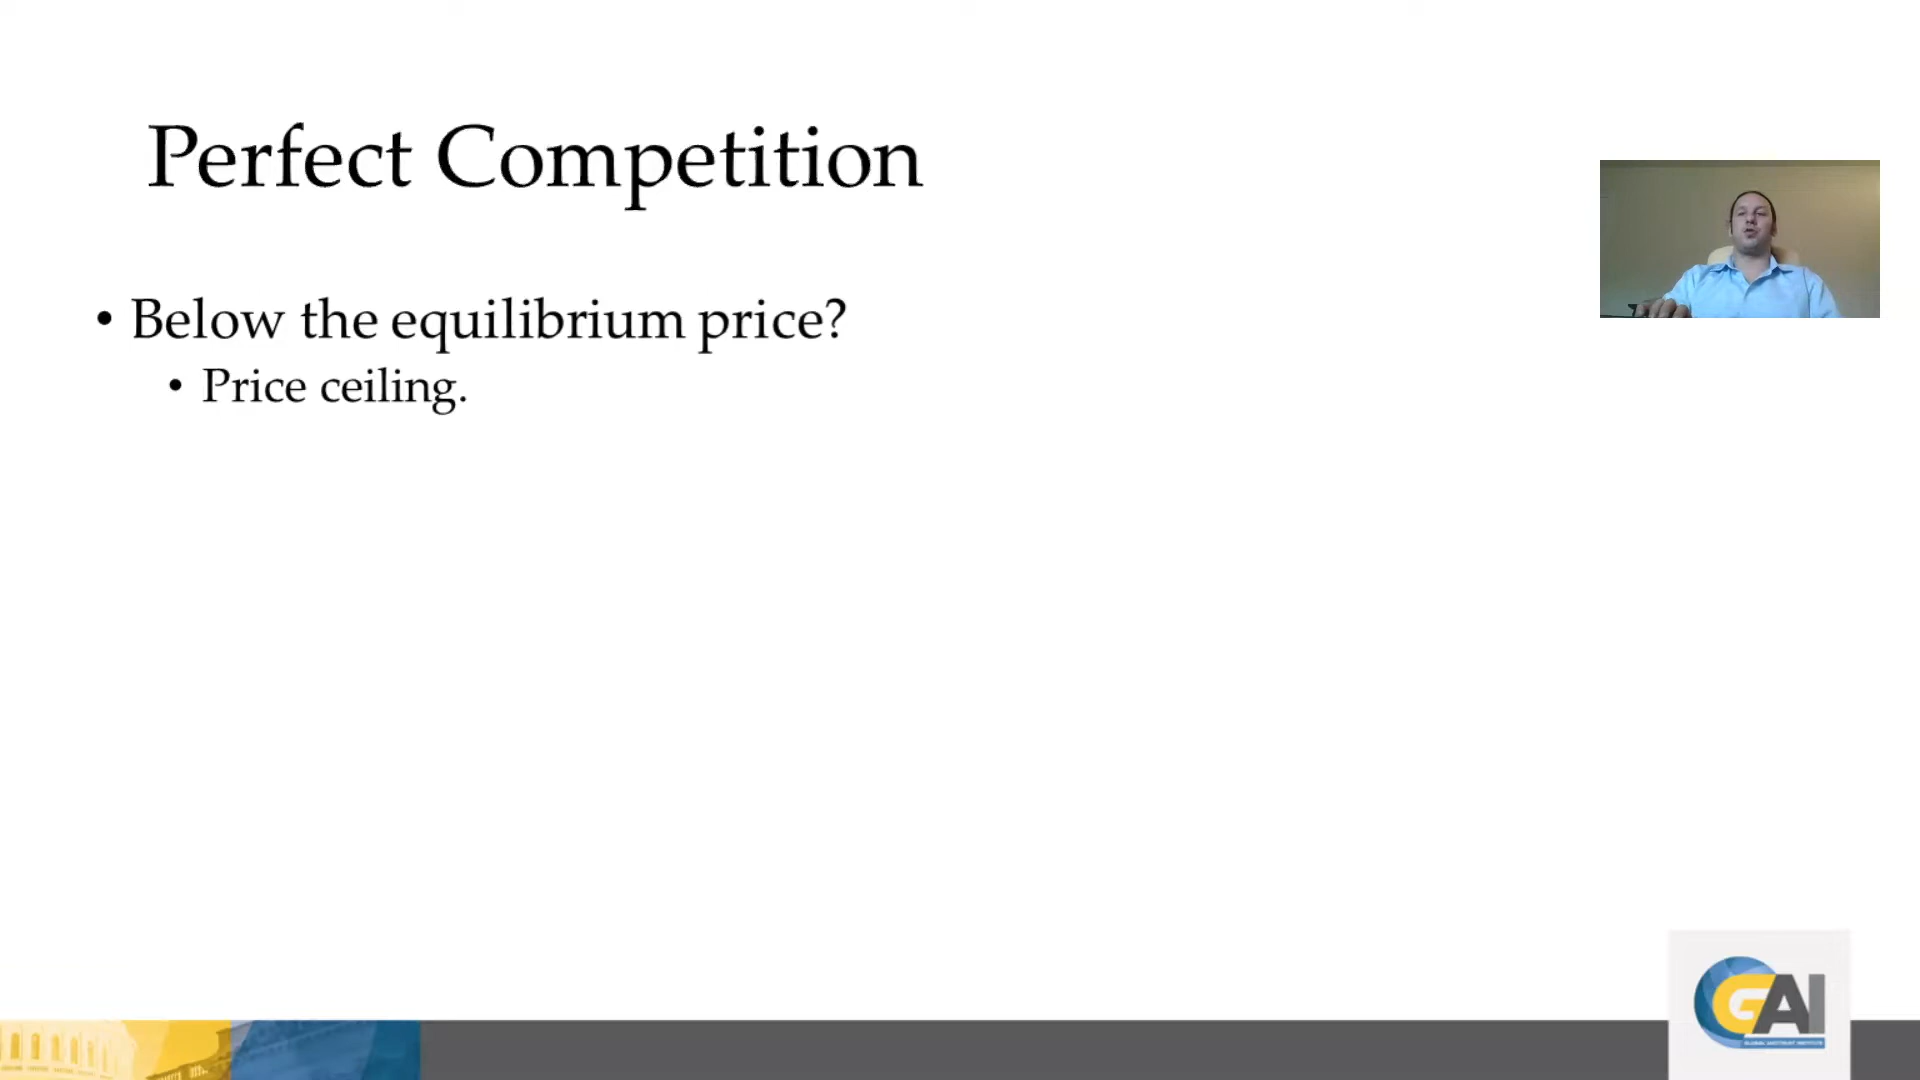 Perfect Competition
• Below the equilibrium price?
• Price ceiling.
GAI